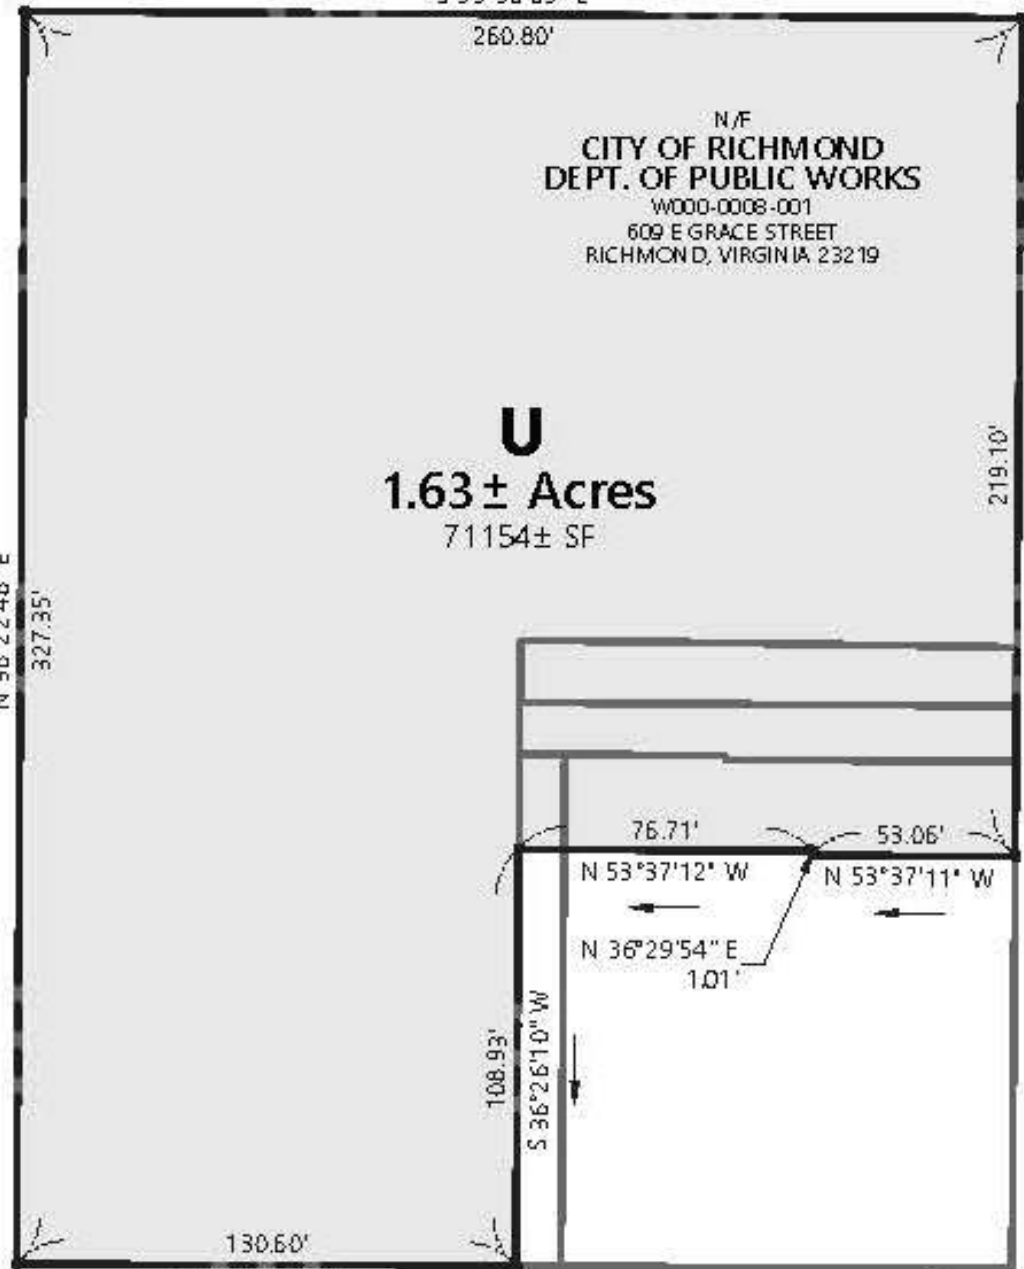 260.80'
N/F
CITY OF RICHMOND
DEPT. OF PUBLIC WORKS
W000-0008-001
609 E GRACE STREET
RICHMOND, VIRGINIA 23219
U
1.63± Acres
71154± SF
219.10'
327.35'
76.71'
53.06'
N 53°37'12" W
N 53°37'11" W
N 36°29'54" E
1.01'
108.93'
S 36°26'10" W
130.60'